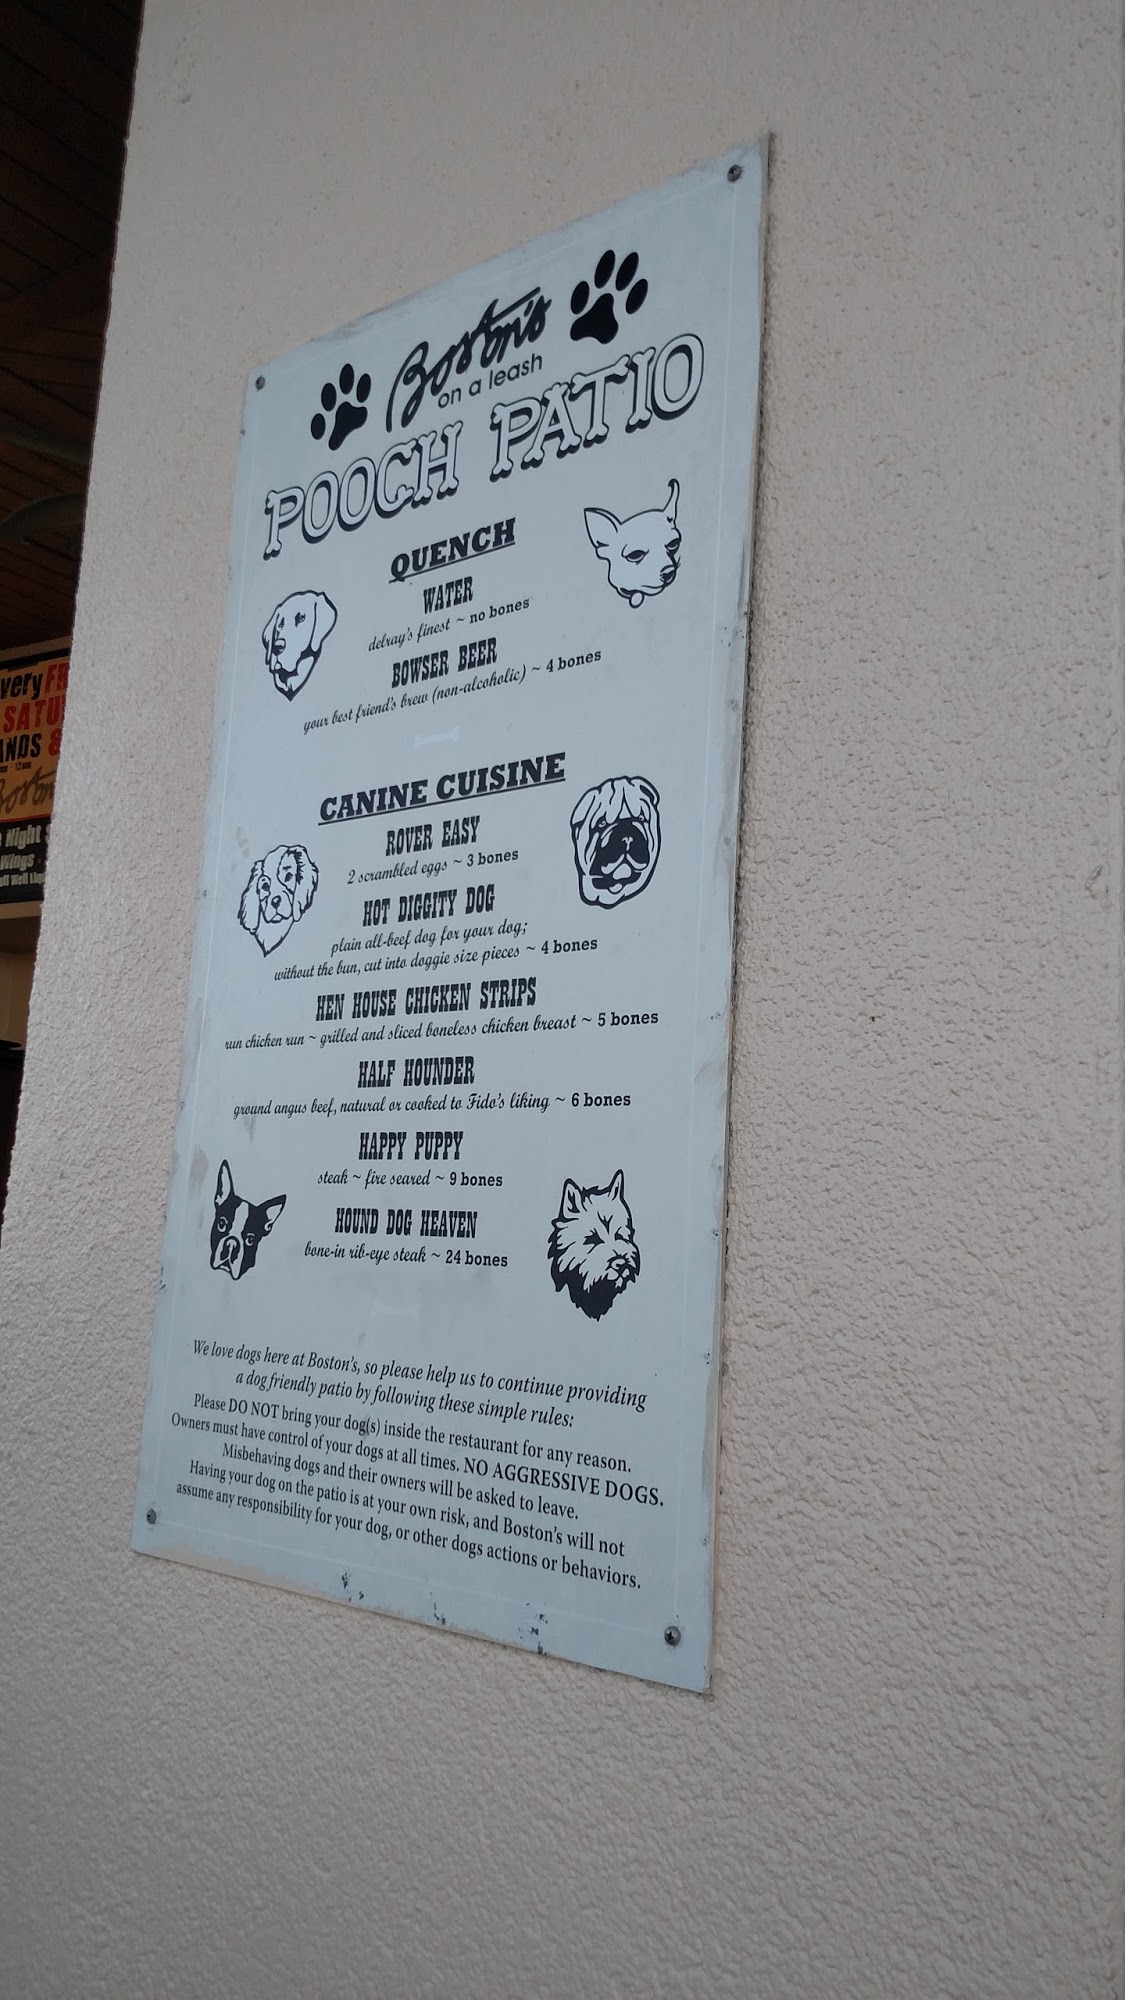 Boston's
on a leash
POOCH PATIO
QUENCH
WATER
delray's finest ~ no bones
BOWSER BEER
your best friend's brew (non-alcoholic) ~ 4 bones
CANINE CUISINE
ROVER EASY
2 scrambled eggs ~ 3 bones
HOT DIGGITY DOG
plain all-beef dog for your dog;
without the bun, cut into doggie size pieces ~ 4 bones
HEN HOUSE CHICKEN STRIPS
run chicken run ~ grilled and sliced boneless chicken breast ~ 5 bones
HALF HOUNDER
ground angus beef, natural or cooked to Fido's liking ~ 6 bones
HAPPY PUPPY
steak ~ fire seared ~ 9 bones
HOUND DOG HEAVEN
bone-in rib-eye steak ~ 24 bones
We love dogs here at Boston's, so please help us to continue providing
a dog friendly patio by following these simple rules:
Please DO NOT bring your dog(s) inside the restaurant for any reason.
Owners must have control of your dogs at all times. NO AGGRESSIVE DOGS.
Misbehaving dogs and their owners will be asked to leave.
Having your dog on the patio is at your own risk, and Boston's will not
assume any responsibility for your dog, or other dogs actions or behaviors.
very FR
SATU
ANDS &
- 12am
Boston
Night
Wings
Well